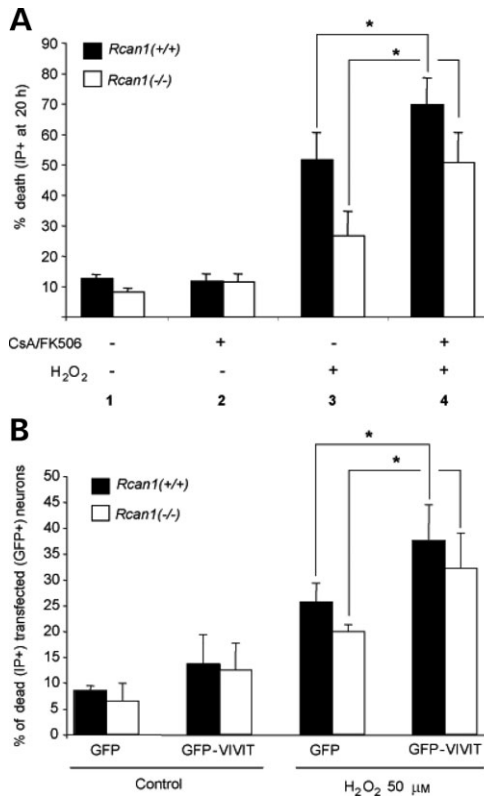 A
Rcan1(+/+)
Rcan1(-/-)
% death (IP+ at 20 h)
90
80
70
60
50
40
30
20
10
*
*
CsA/FK506 - + - +
H2O2 - - + +
1 2 3 4
B
Rcan1(+/+)
Rcan1(-/-)
% of dead (IP+) transfected (GFP+) neurons
50
45
40
35
30
25
20
15
10
5
0
*
*
GFP GFP-VIVIT GFP GFP-VIVIT
Control H2O2 50 μM